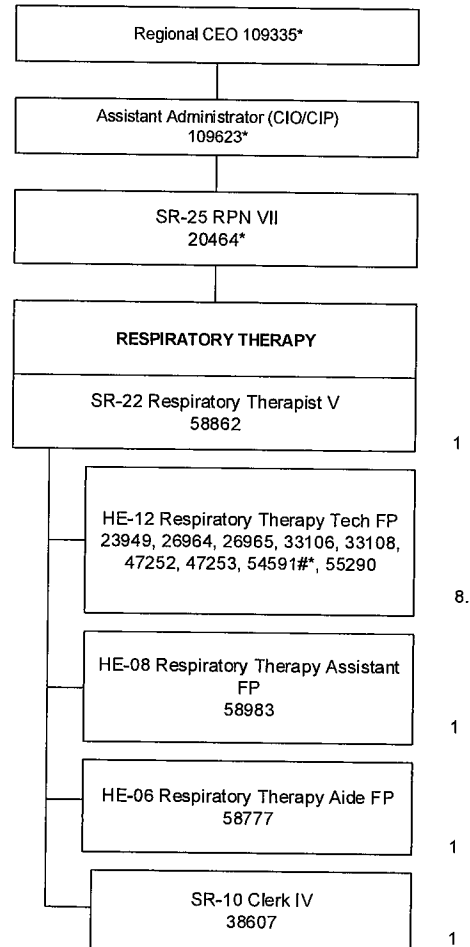 Regional CEO 109335*
Assistant Administrator (CIO/CIP)
109623*
SR-25 RPN VII
20464*
RESPIRATORY THERAPY
SR-22 Respiratory Therapist V
58862
1
HE-12 Respiratory Therapy Tech FP
23949, 26964, 26965, 33106, 33108,
47252, 47253, 54591#*, 55290
8.
HE-08 Respiratory Therapy Assistant
FP
58983
1
HE-06 Respiratory Therapy Aide FP
58777
1
SR-10 Clerk IV
38607
1